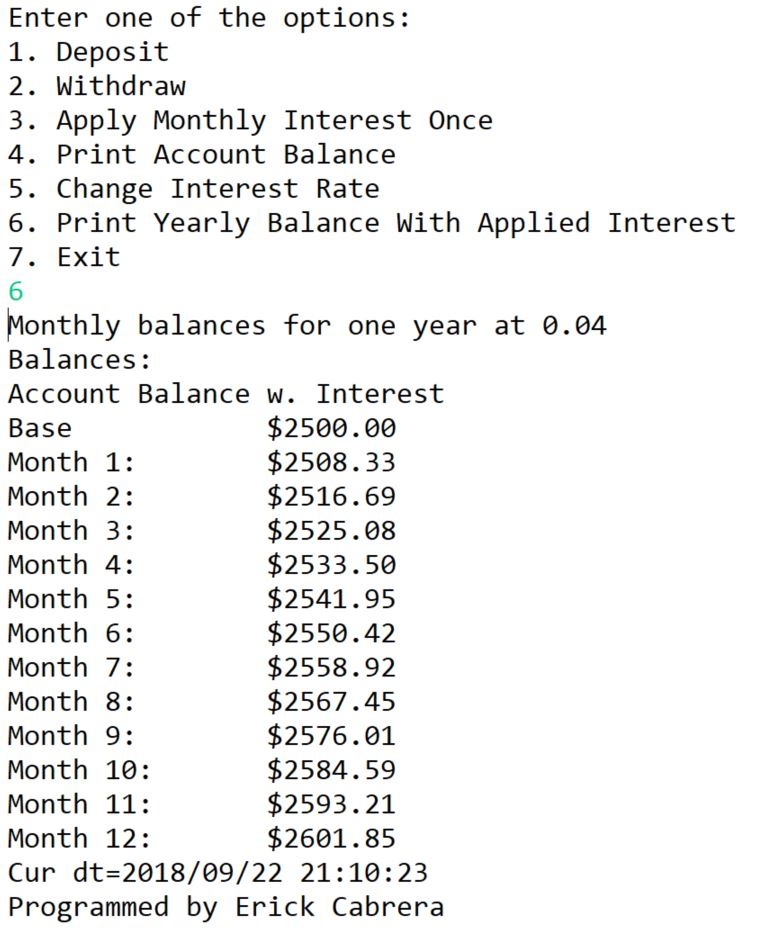 Enter one of the options:
1. Deposit
2. Withdraw
3. Apply Monthly Interest Once
4. Print Account Balance
5. Change Interest Rate
6. Print Yearly Balance With Applied Interest
7. Exit
6
Monthly balances for one year at 0.04
Balances:
Account Balance w. Interest
Base            $2500.00
Month 1:        $2508.33
Month 2:        $2516.69
Month 3:        $2525.08
Month 4:        $2533.50
Month 5:        $2541.95
Month 6:        $2550.42
Month 7:        $2558.92
Month 8:        $2567.45
Month 9:        $2576.01
Month 10:       $2584.59
Month 11:       $2593.21
Month 12:       $2601.85
Cur dt=2018/09/22 21:10:23
Programmed by Erick Cabrera